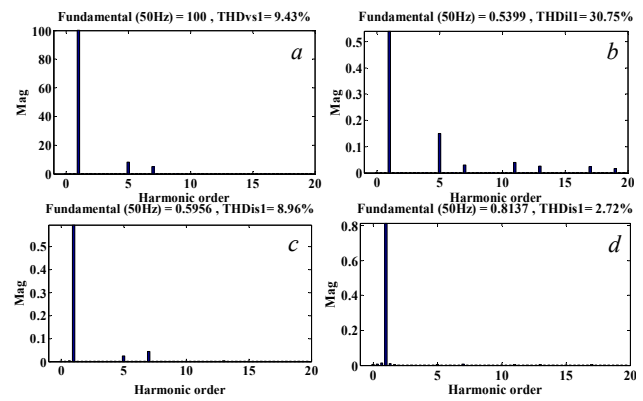 Fundamental (50Hz) = 100 , THDvs1= 9.43%
a
Mag
100
80
60
40
20
0
0 5 10 15 20
Harmonic order
Fundamental (50Hz) = 0.5399 , THDil1= 30.75%
b
Mag
0.5
0.4
0.3
0.2
0.1
0
0 5 10 15 20
Harmonic order
Fundamental (50Hz) = 0.5956 , THDis1= 8.96%
c
Mag
0.5
0.4
0.3
0.2
0.1
0
0 5 10 15 20
Harmonic order
Fundamental (50Hz) = 0.8137 , THDis1= 2.72%
d
Mag
0.8
0.6
0.4
0.2
0
0 5 10 15 20
Harmonic order